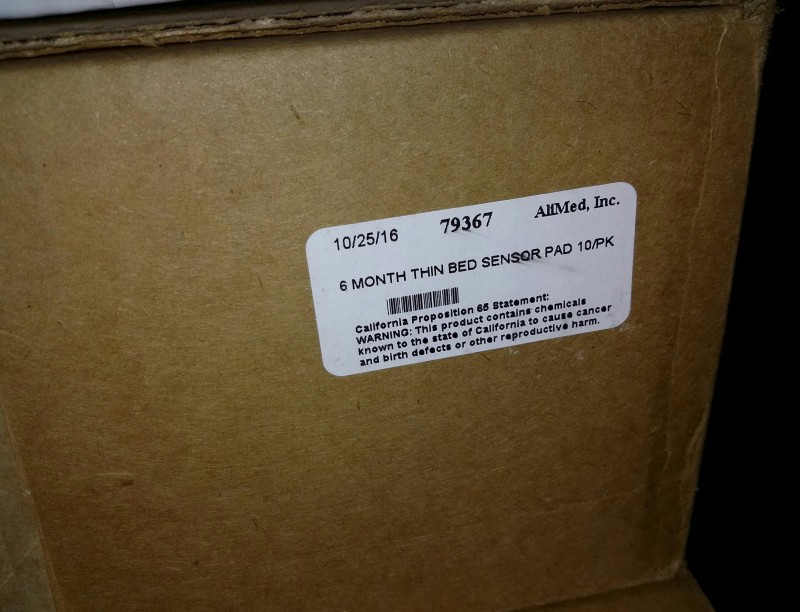 10/25/16 79367 AliMed, Inc.
6 MONTH THIN BED SENSOR PAD 10/PK
California Proposition 65 Statement:
WARNING: This product contains chemicals
known to the state of California to cause cancer
and birth defects or other reproductive harm.